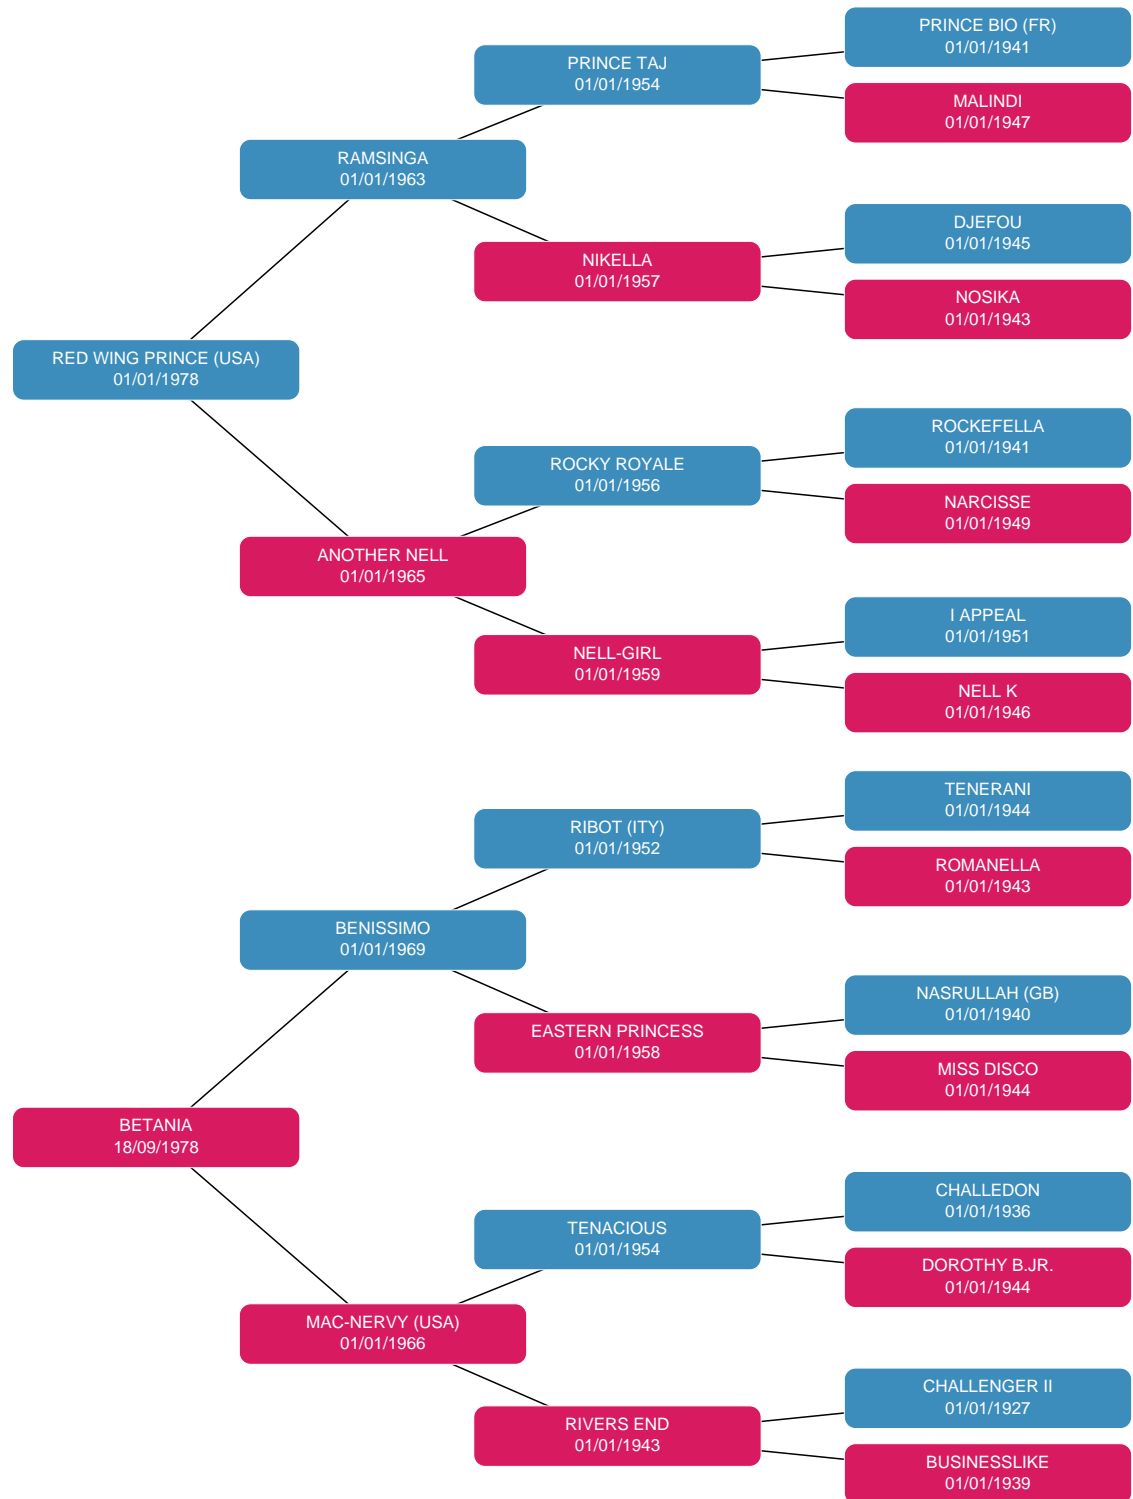 PRINCE BIO (FR)
01/01/1941
PRINCE TAJ
01/01/1954
MALINDI
01/01/1947
RAMSINGA
01/01/1963
DJEFOU
01/01/1945
NIKELLA
01/01/1957
NOSIKA
01/01/1943
RED WING PRINCE (USA)
01/01/1978
ROCKEFELLA
01/01/1941
ROCKY ROYALE
01/01/1956
NARCISSE
01/01/1949
ANOTHER NELL
01/01/1965
I APPEAL
01/01/1951
NELL-GIRL
01/01/1959
NELL K
01/01/1946
TENERANI
01/01/1944
RIBOT (ITY)
01/01/1952
ROMANELLA
01/01/1943
BENISSIMO
01/01/1969
NASRULLAH (GB)
01/01/1940
EASTERN PRINCESS
01/01/1958
MISS DISCO
01/01/1944
BETANIA
18/09/1978
CHALLEDON
01/01/1936
TENACIOUS
01/01/1954
DOROTHY B.JR.
01/01/1944
MAC-NERVY (USA)
01/01/1966
CHALLENGER II
01/01/1927
RIVERS END
01/01/1943
BUSINESSLIKE
01/01/1939